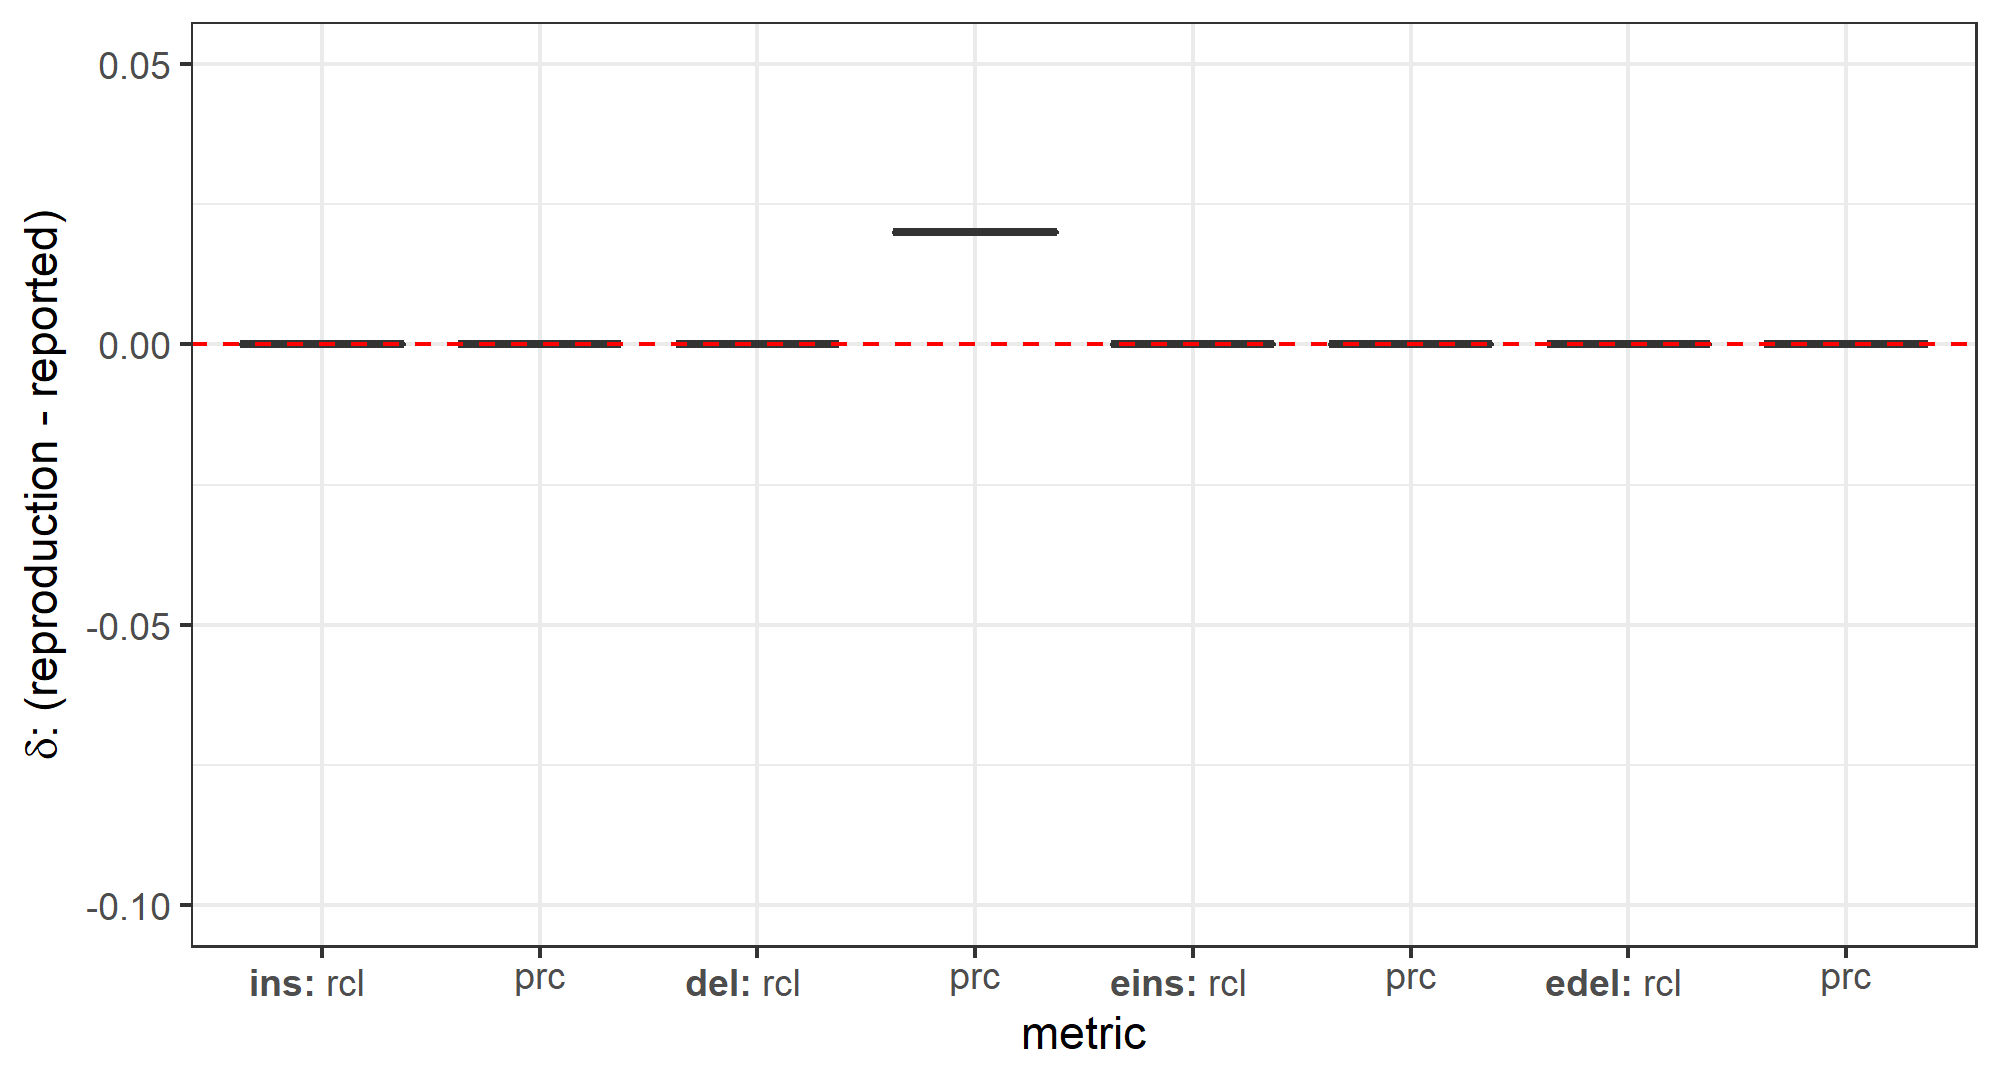 δ: (reproduction - reported)
0.05
0.00
-0.05
-0.10
ins: rcl prc del: rcl prc eins: rcl prc edel: rcl prc
metric